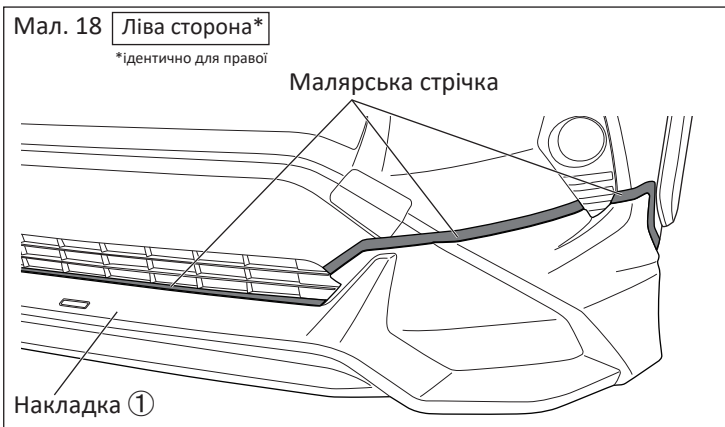 Мал. 18 Ліва сторона*
*ідентично для правої
Малярська стрічка
Накладка ①